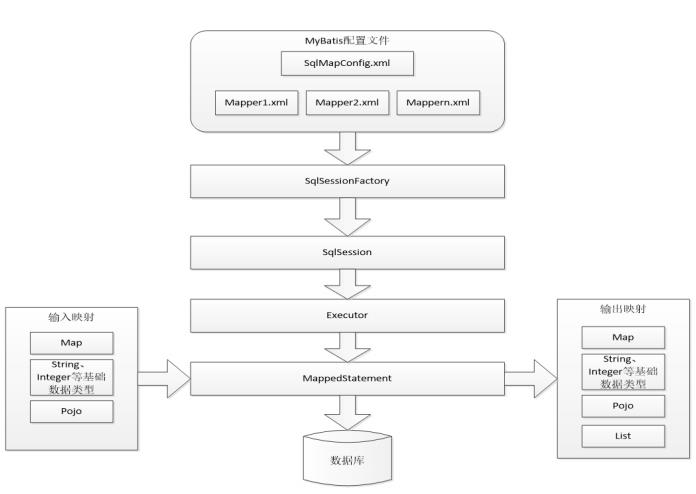 MyBatis配置文件
SqlMapConfig.xml
Mapper1.xml
Mapper2.xml
Mappern.xml
SqlSessionFactory
SqlSession
Executor
输入映射
Map
String、
Integer等基础
数据类型
Pojo
MappedStatement
输出映射
Map
String、
Integer等基础
数据类型
Pojo
List
数据库